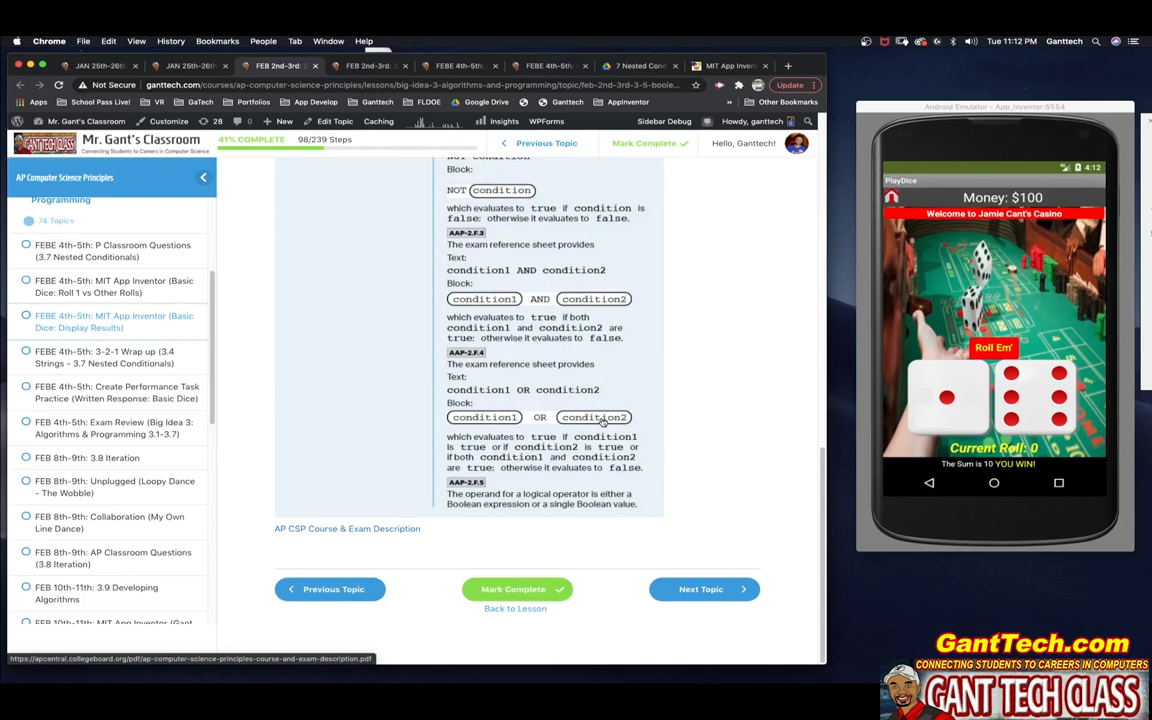 Chrome File Edit View History Bookmarks People Tab Window Help
Tue 11:12 PM Ganttech
JAN 25th-26th
JAN 25th-26th
FEB 2nd-3rd: 2
FEB 2nd-3rd:
FEBE 4th-5th:
FEBE 4th-5th:
7 Nested Cond
MIT App Inven
Not Secure ganttech.com/courses/ap-computer-science-principles/lessons/big-idea-3-algorithms-and-programming/topic/feb-2nd-3rd-3-5-boole... Update
Apps School Pass Live! VR GaTech Portfolios App Develop Ganttech FLDOE Google Drive Ganttech AppInventor Other Bookmarks
Mr. Gant's Classroom Customize 28 0 New Edit Topic Caching Insights WPForms Sidebar Debug Howdy, ganttech
Mr. Gant's Classroom
Connecting Students to Careers in Computer Science
41% COMPLETE 98/239 Steps
Previous Topic
Mark Complete
Hello, Ganttech!
AP Computer Science Principles
Programming
74 Topics
FEBE 4th-5th: P Classroom Questions
(3.7 Nested Conditionals)
FEBE 4th-5th: MIT App Inventor (Basic
Dice: Roll 1 vs Other Rolls)
FEBE 4th-5th: MIT App Inventor (Basic
Dice: Display Results)
FEBE 4th-5th: 3-2-1 Wrap up (3.4
Strings - 3.7 Nested Conditionals)
FEBE 4th-5th: Create Performance Task
Practice (Written Response: Basic Dice)
FEBE 4th-5th: Exam Review (Big Idea 3:
Algorithms & Programming 3.1-3.7)
FEB 8th-9th: 3.8 Iteration
FEB 8th-9th: Unplugged (Loopy Dance
- The Wobble)
FEB 8th-9th: Collaboration (My Own
Line Dance)
FEB 8th-9th: AP Classroom Questions
(3.8 Iteration)
FEB 10th-11th: 3.9 Developing
Algorithms
FEB 10th-11th: MIT App Inventor (Gant
NOT condition
Block:
NOT condition
which evaluates to true if condition is
false; otherwise it evaluates to false.
AAP-2.F.3
The exam reference sheet provides
Text:
condition1 AND condition2
Block:
condition1 AND condition2
which evaluates to true if both
condition1 and condition2 are
true; otherwise it evaluates to false.
AAP-2.F.4
The exam reference sheet provides
Text:
condition1 OR condition2
Block:
condition1 OR condition2
which evaluates to true if condition1
is true or if condition2 is true or
if both condition1 and condition2
are true; otherwise it evaluates to false.
AAP-2.F.5
The operand for a logical operator is either a
Boolean expression or a single Boolean value.
AP CSP Course & Exam Description
Previous Topic
Mark Complete
Next Topic
Back to Lesson
https://apcentral.collegeboard.org/pdf/ap-computer-science-principles-course-and-exam-description.pdf
Android Emulator - App_Inventor:5554
4:12
PlayDice
Money: $100
Welcome to Jamie Cant's Casino
Roll Em'
Current Roll: 0
The Sum is 10 YOU WIN!
GantTech.com
CONNECTING STUDENTS TO CAREERS IN COMPUTERS
GANT TECH CLASS